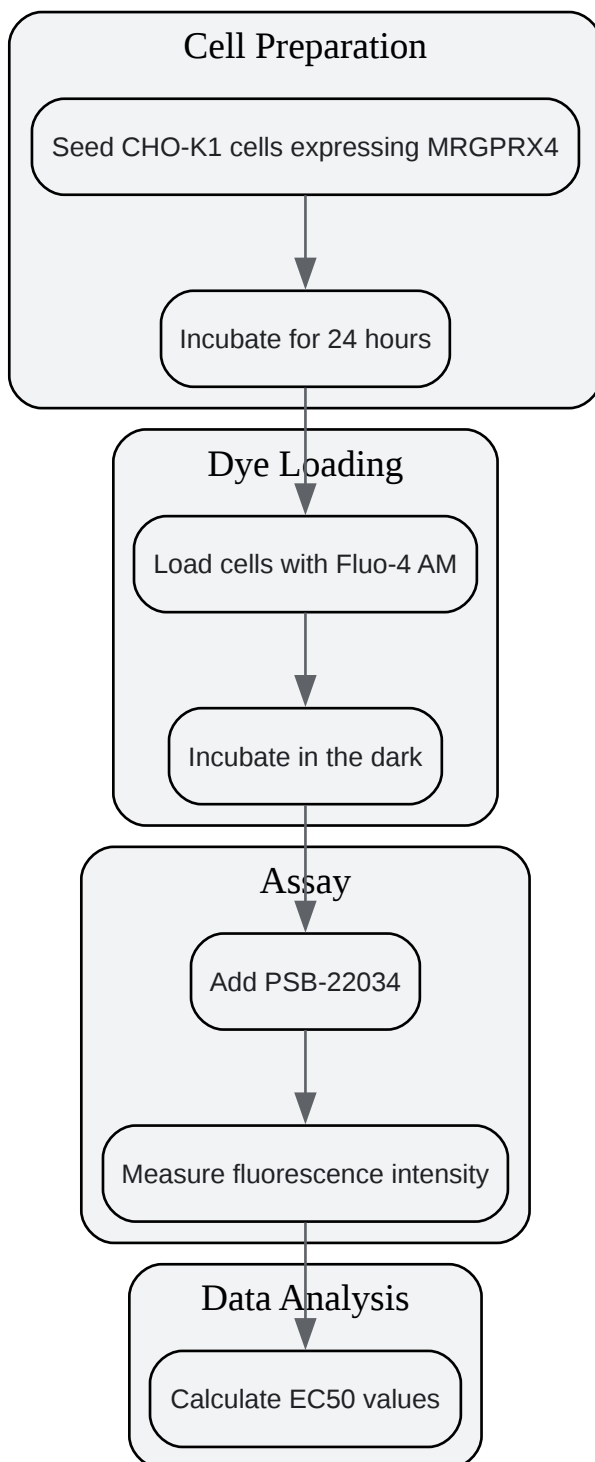 Cell Preparation
Seed CHO-K1 cells expressing MRGPRX4
Incubate for 24 hours
Dye Loading
Load cells with Fluo-4 AM
Incubate in the dark
Assay
Add PSB-22034
Measure fluorescence intensity
Data Analysis
Calculate EC50 values